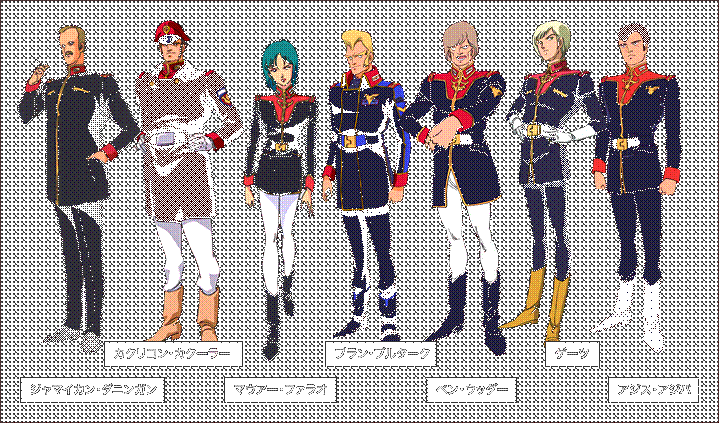 カクリコン・カクーラー
ブラン・ブルターク
ゲーツ
ジャマイカン・ダニンガン
マウアー・ファラオ
ベン・ウッダー
アジス・アジバ